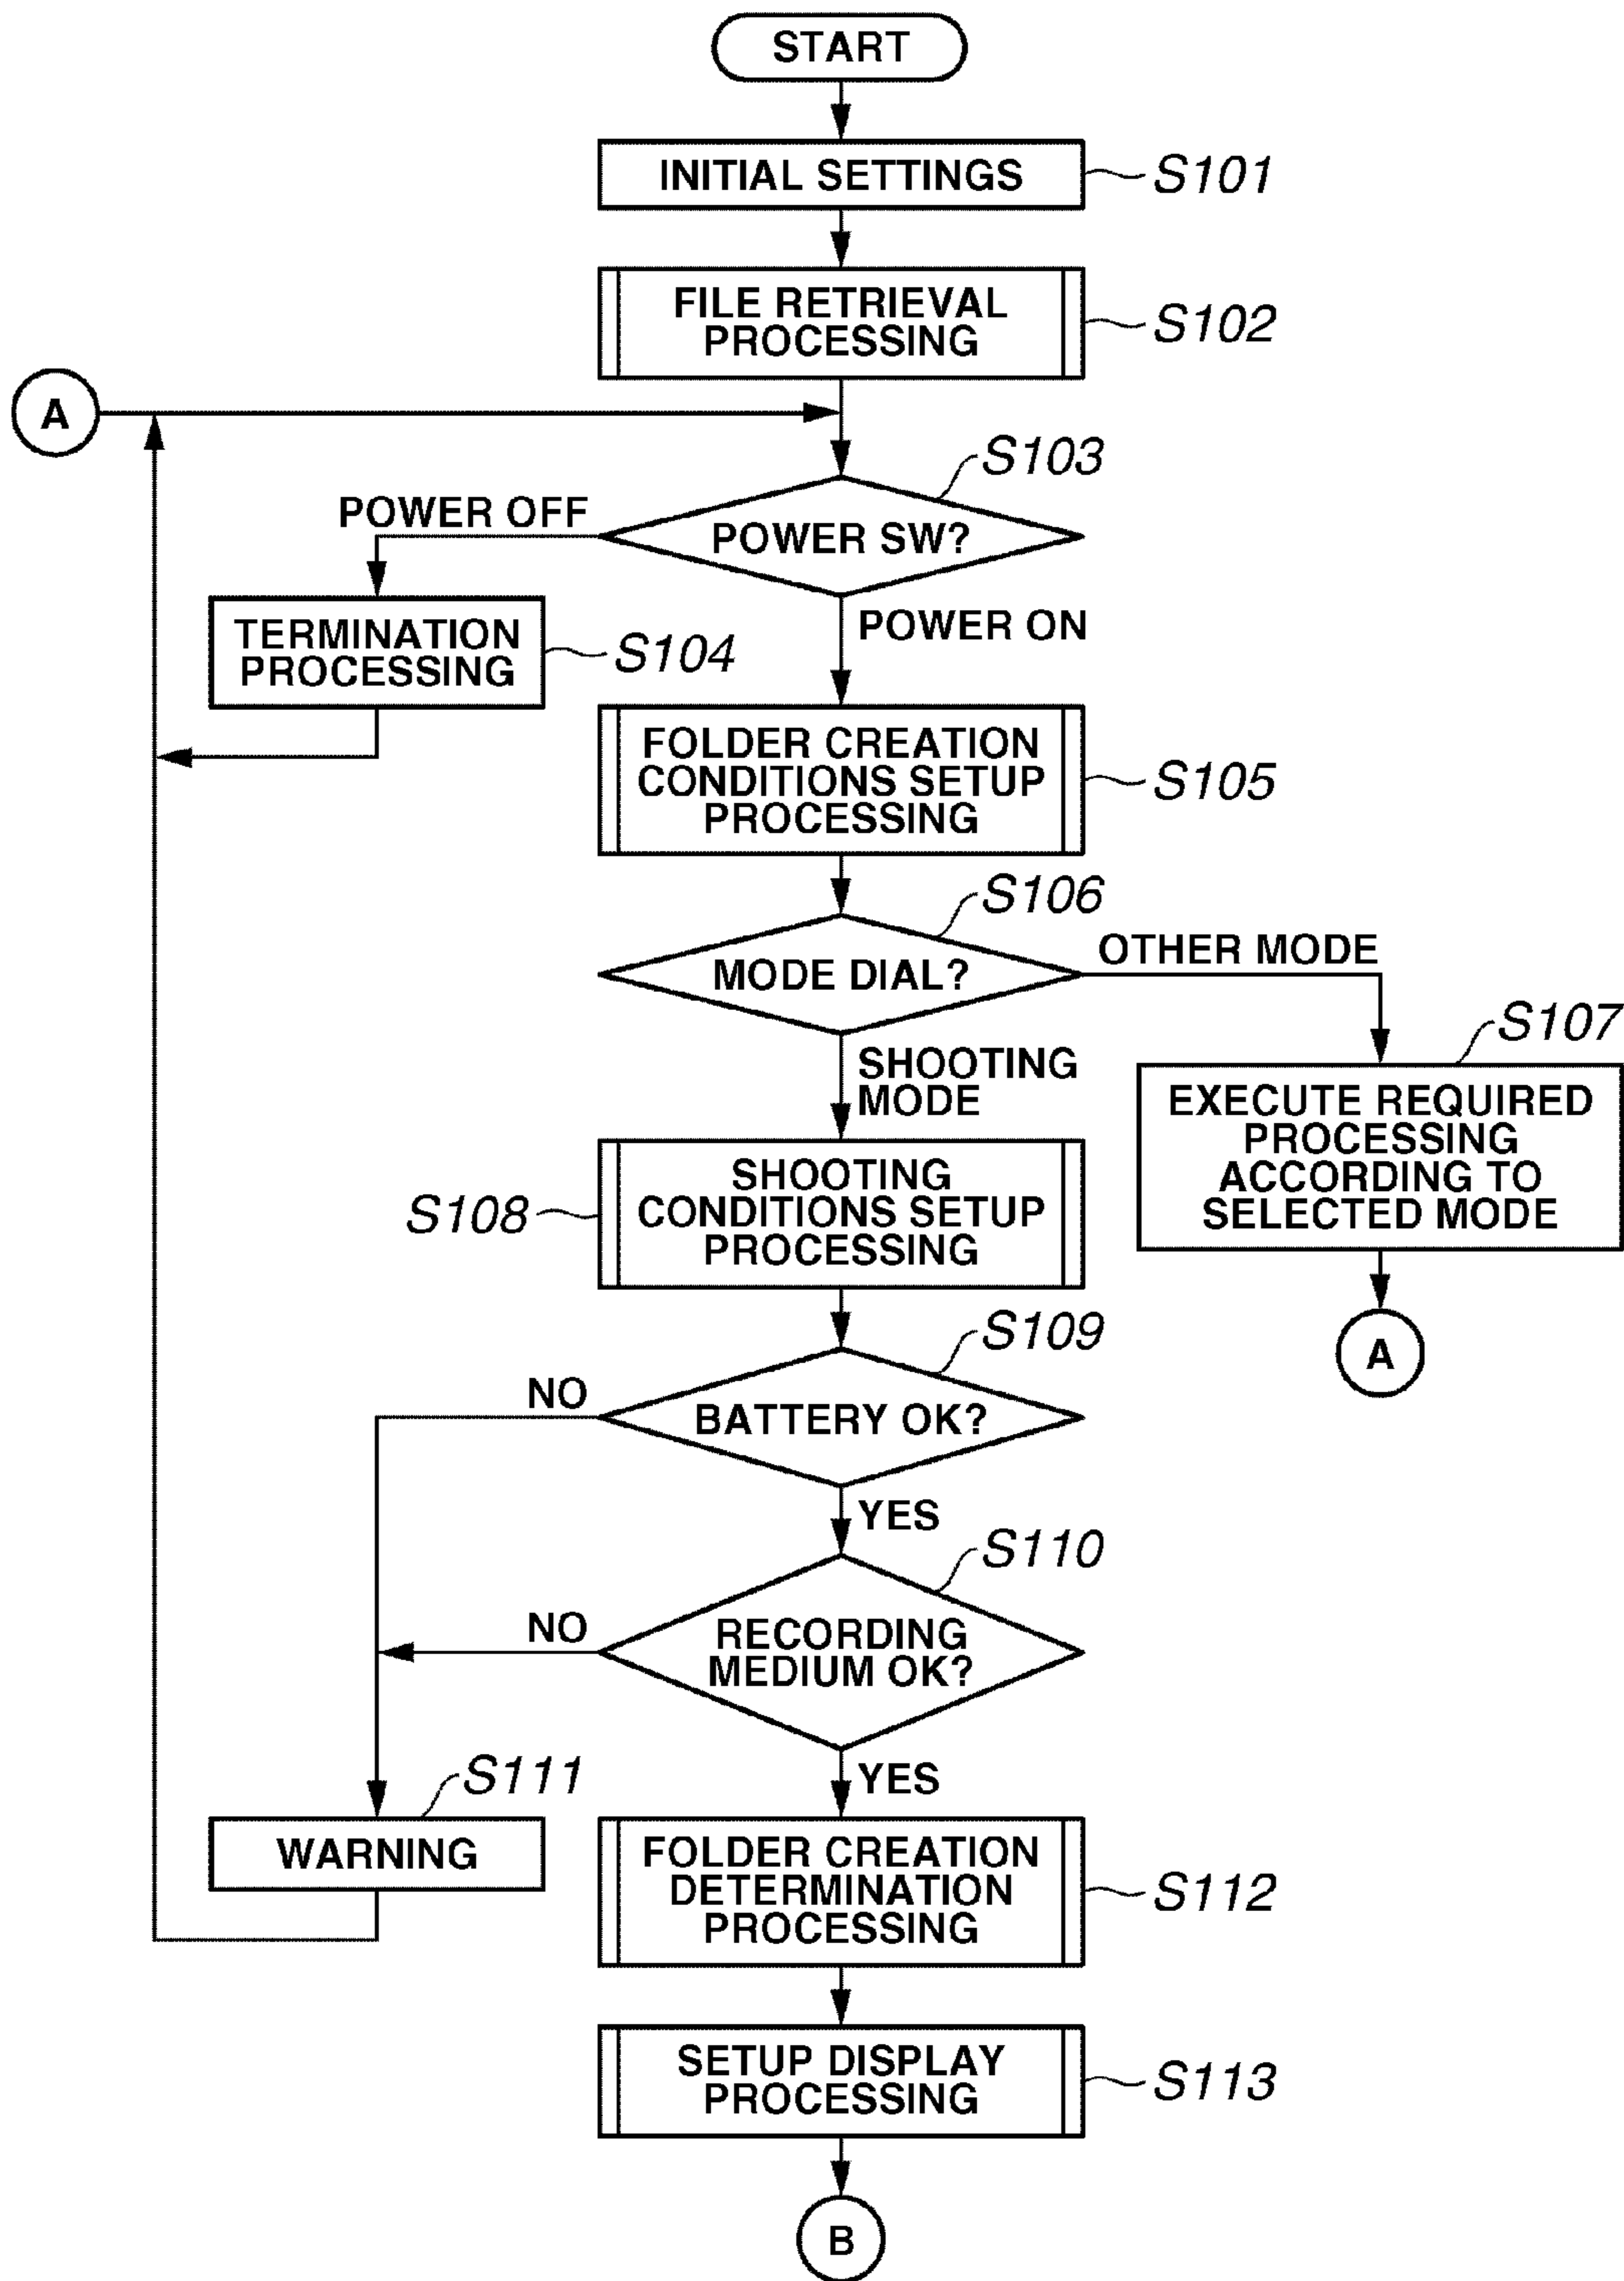 START
INITIAL SETTINGS
S101
FILE RETRIEVAL
PROCESSING
S102
A
S103
POWER OFF
POWER SW?
POWER ON
TERMINATION
PROCESSING
S104
FOLDER CREATION
CONDITIONS SETUP
PROCESSING
S105
S106
OTHER MODE
MODE DIAL?
S107
SHOOTING
MODE
EXECUTE REQUIRED
PROCESSING
ACCORDING TO
SELECTED MODE
SHOOTING
CONDITIONS SETUP
PROCESSING
S108
A
S109
NO
BATTERY OK?
YES
S110
NO
RECORDING
MEDIUM OK?
YES
S111
WARNING
FOLDER CREATION
DETERMINATION
PROCESSING
S112
SETUP DISPLAY
PROCESSING
S113
B